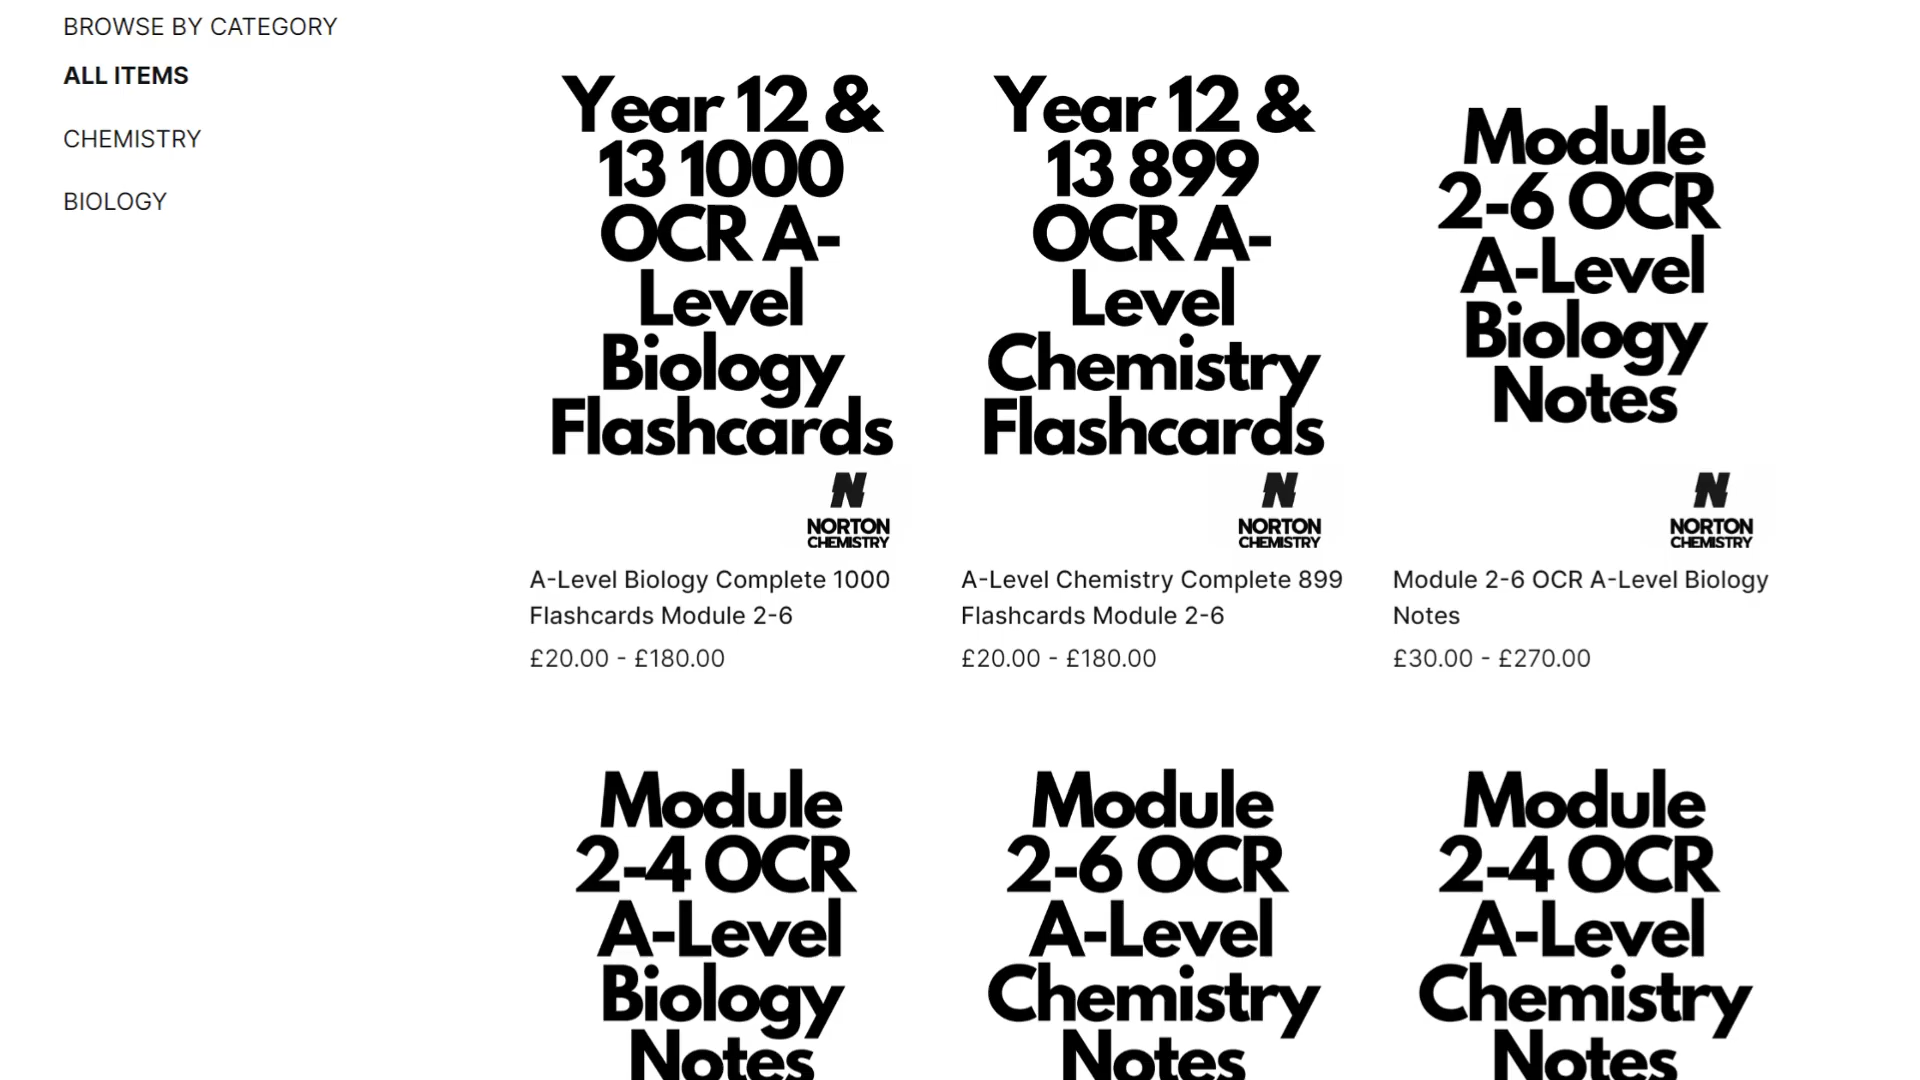 BROWSE BY CATEGORY
ALL ITEMS
CHEMISTRY
BIOLOGY
Year 12 &
13 1000
OCR A-
Level
Biology
Flashcards
N
NORTON
CHEMISTRY
A-Level Biology Complete 1000
Flashcards Module 2-6
£20.00 - £180.00
Year 12 &
13 899
OCR A-
Level
Chemistry
Flashcards
N
NORTON
CHEMISTRY
A-Level Chemistry Complete 899
Flashcards Module 2-6
£20.00 - £180.00
Module
2-6 OCR
A-Level
Biology
Notes
N
NORTON
CHEMISTRY
Module 2-6 OCR A-Level Biology
Notes
£30.00 - £270.00
Module
2-4 OCR
A-Level
Biology
Notes
Module
2-6 OCR
A-Level
Chemistry
Notes
Module
2-4 OCR
A-Level
Chemistry
Notes